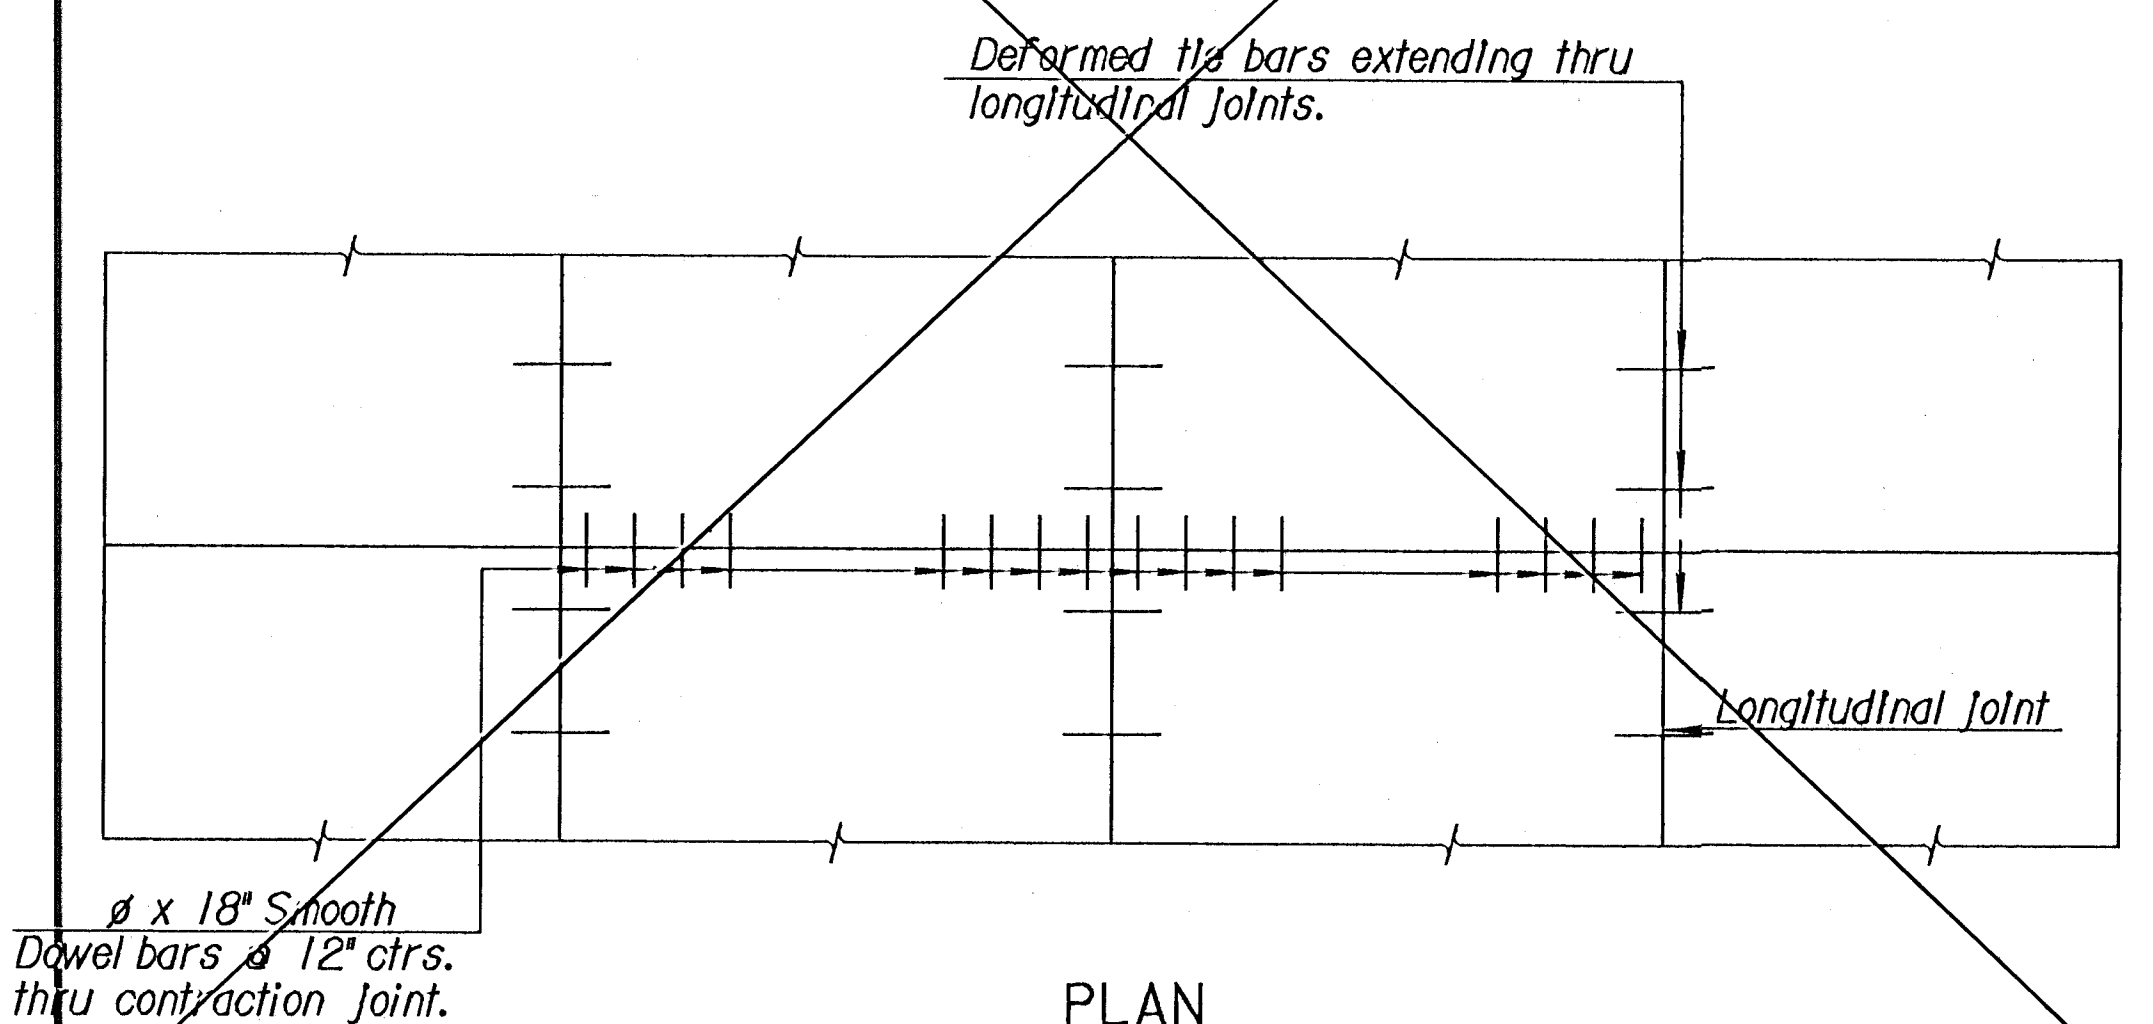 Deformed tie bars extending thru
longitudinal joints.
Longitudinal joint
ø x 18" Smooth
Dowel bars @ 12" ctrs.
thru contraction joint.
PLAN